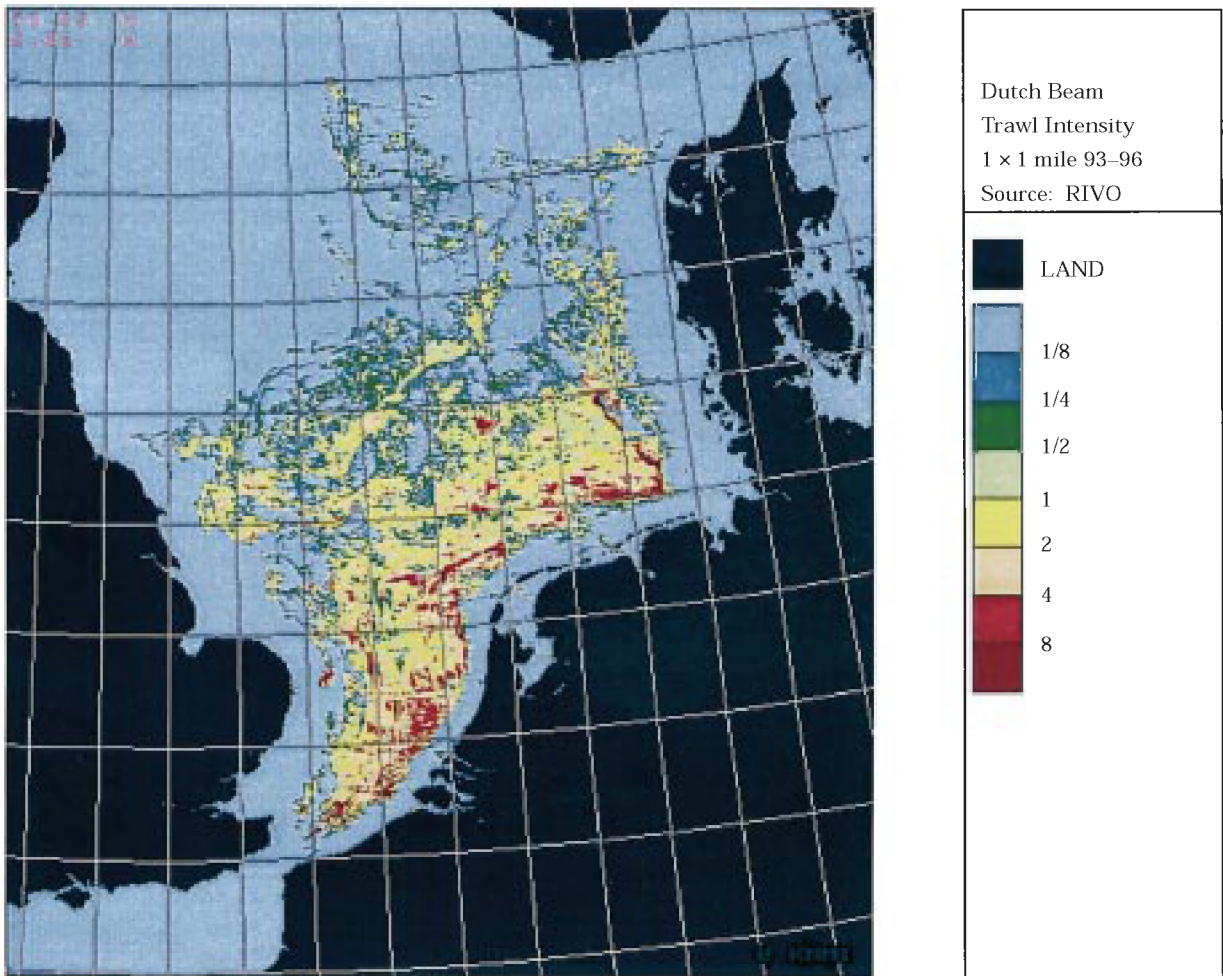 Dutch Beam
Trawl Intensity
1 × 1 mile 93–96
Source: RIVO
LAND
1/8
1/4
1/2
1
2
4
8